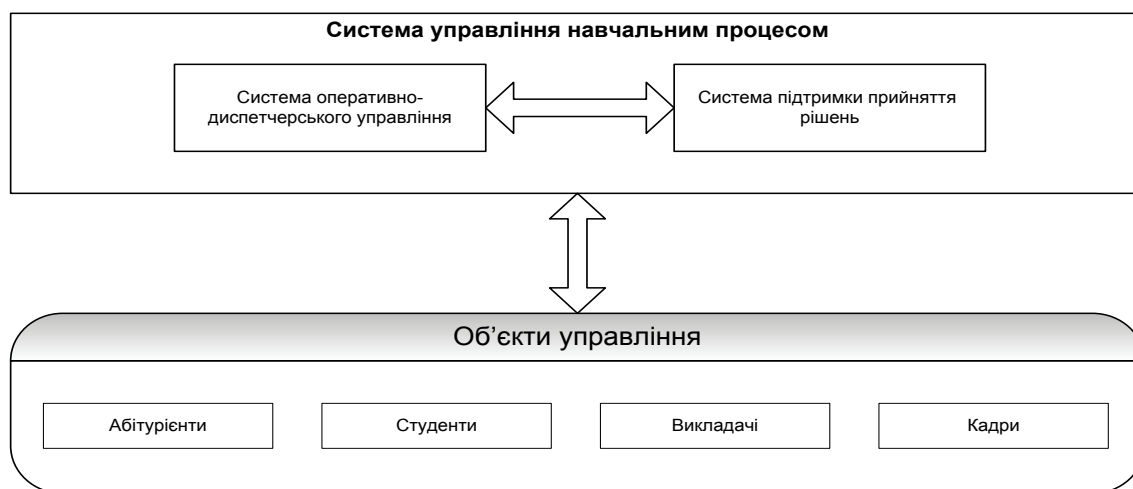 Система управління навчальним процесом
Система оперативно-
диспетчерського управління
Система підтримки прийняття
рішень
Об’єкти управління
Абітурієнти
Студенти
Викладачі
Кадри